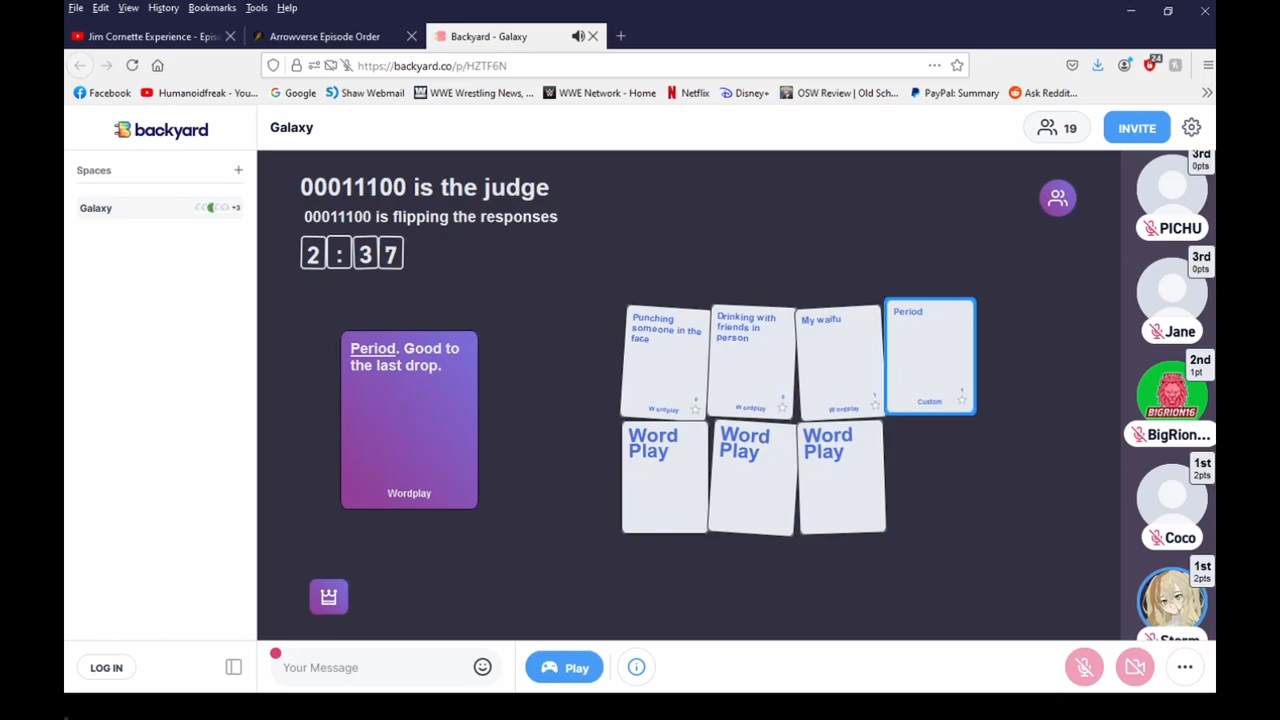 File Edit View History Bookmarks Tools Help
Jim Cornette Experience - Epis
Arrowverse Episode Order
Backyard - Galaxy
https://backyard.co/p/HZTF6N
24
Facebook
Humanoidfreak - You...
Google
Shaw Webmail
WWE Wrestling News, ...
WWE Network - Home
Netflix
Disney+
OSW Review | Old Sch...
PayPal: Summary
Ask Reddit...
backyard
Galaxy
19
INVITE
Spaces
Galaxy
+3
00011100 is the judge
00011100 is flipping the responses
2:37
Period. Good to
the last drop.
Wordplay
Punching
someone in the
face
Wordplay
Drinking with
friends in
person
Wordplay
My waifu
Wordplay
1
Period
Custom
1
Word
Play
Word
Play
Word
Play
3rd
0pts
PICHU
3rd
0pts
Jane
2nd
1pt
BIGRION16
BigRion...
1st
2pts
Coco
1st
2pts
Storm
LOG IN
Your Message
Play